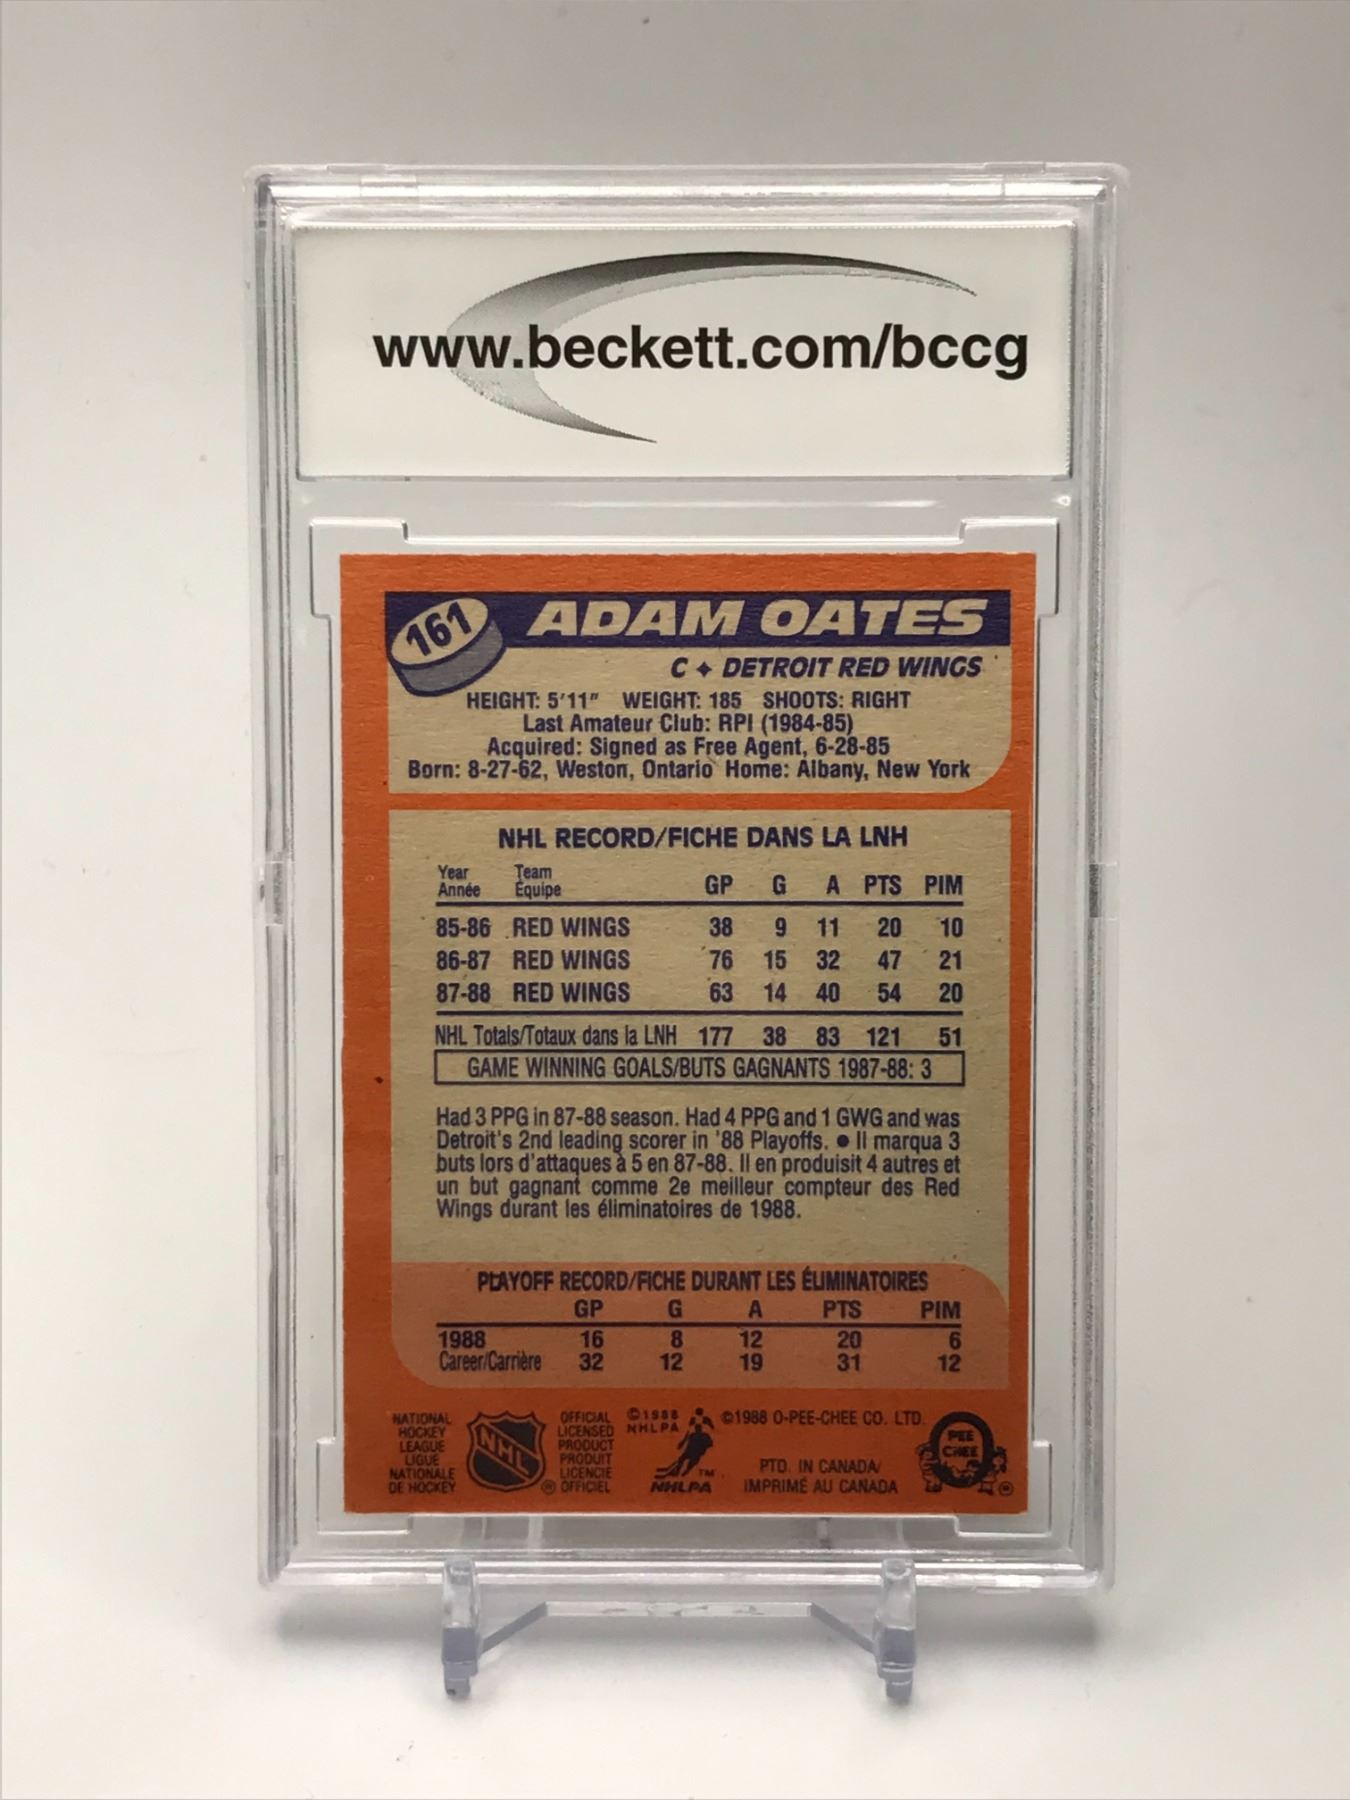 www.beckett.com/bccg
161 ADAM OATES
C ✦ DETROIT RED WINGS
HEIGHT: 5'11" WEIGHT: 185 SHOOTS: RIGHT
Last Amateur Club: RPI (1984-85)
Acquired: Signed as Free Agent, 6-28-85
Born: 8-27-62, Weston, Ontario Home: Albany, New York
NHL RECORD/FICHE DANS LA LNH
Year Team
Année Équipe GP G A PTS PIM
85-86 RED WINGS 38 9 11 20 10
86-87 RED WINGS 76 15 32 47 21
87-88 RED WINGS 63 14 40 54 20
NHL Totals/Totaux dans la LNH 177 38 83 121 51
GAME WINNING GOALS/BUTS GAGNANTS 1987-88: 3
Had 3 PPG in 87-88 season. Had 4 PPG and 1 GWG and was
Detroit's 2nd leading scorer in '88 Playoffs. ● Il marqua 3
buts lors d'attaques à 5 en 87-88. Il en produisit 4 autres et
un but gagnant comme 2e meilleur compteur des Red
Wings durant les éliminatoires de 1988.
PLAYOFF RECORD/FICHE DURANT LES ÉLIMINATOIRES
GP G A PTS PIM
1988 16 8 12 20 6
Career/Carrière 32 12 19 31 12
NATIONAL
HOCKEY
LEAGUE
LIGUE
NATIONALE
DE HOCKEY
NHL ®
OFFICIAL
LICENSED
PRODUCT
PRODUIT
LICENCIE
OFFICIEL
©1988
NHLPA
TM
NHLPA
©1988 O-PEE-CHEE CO. LTD.
PTD. IN CANADA/
IMPRIMÉ AU CANADA
O
PEE
CHEE
®